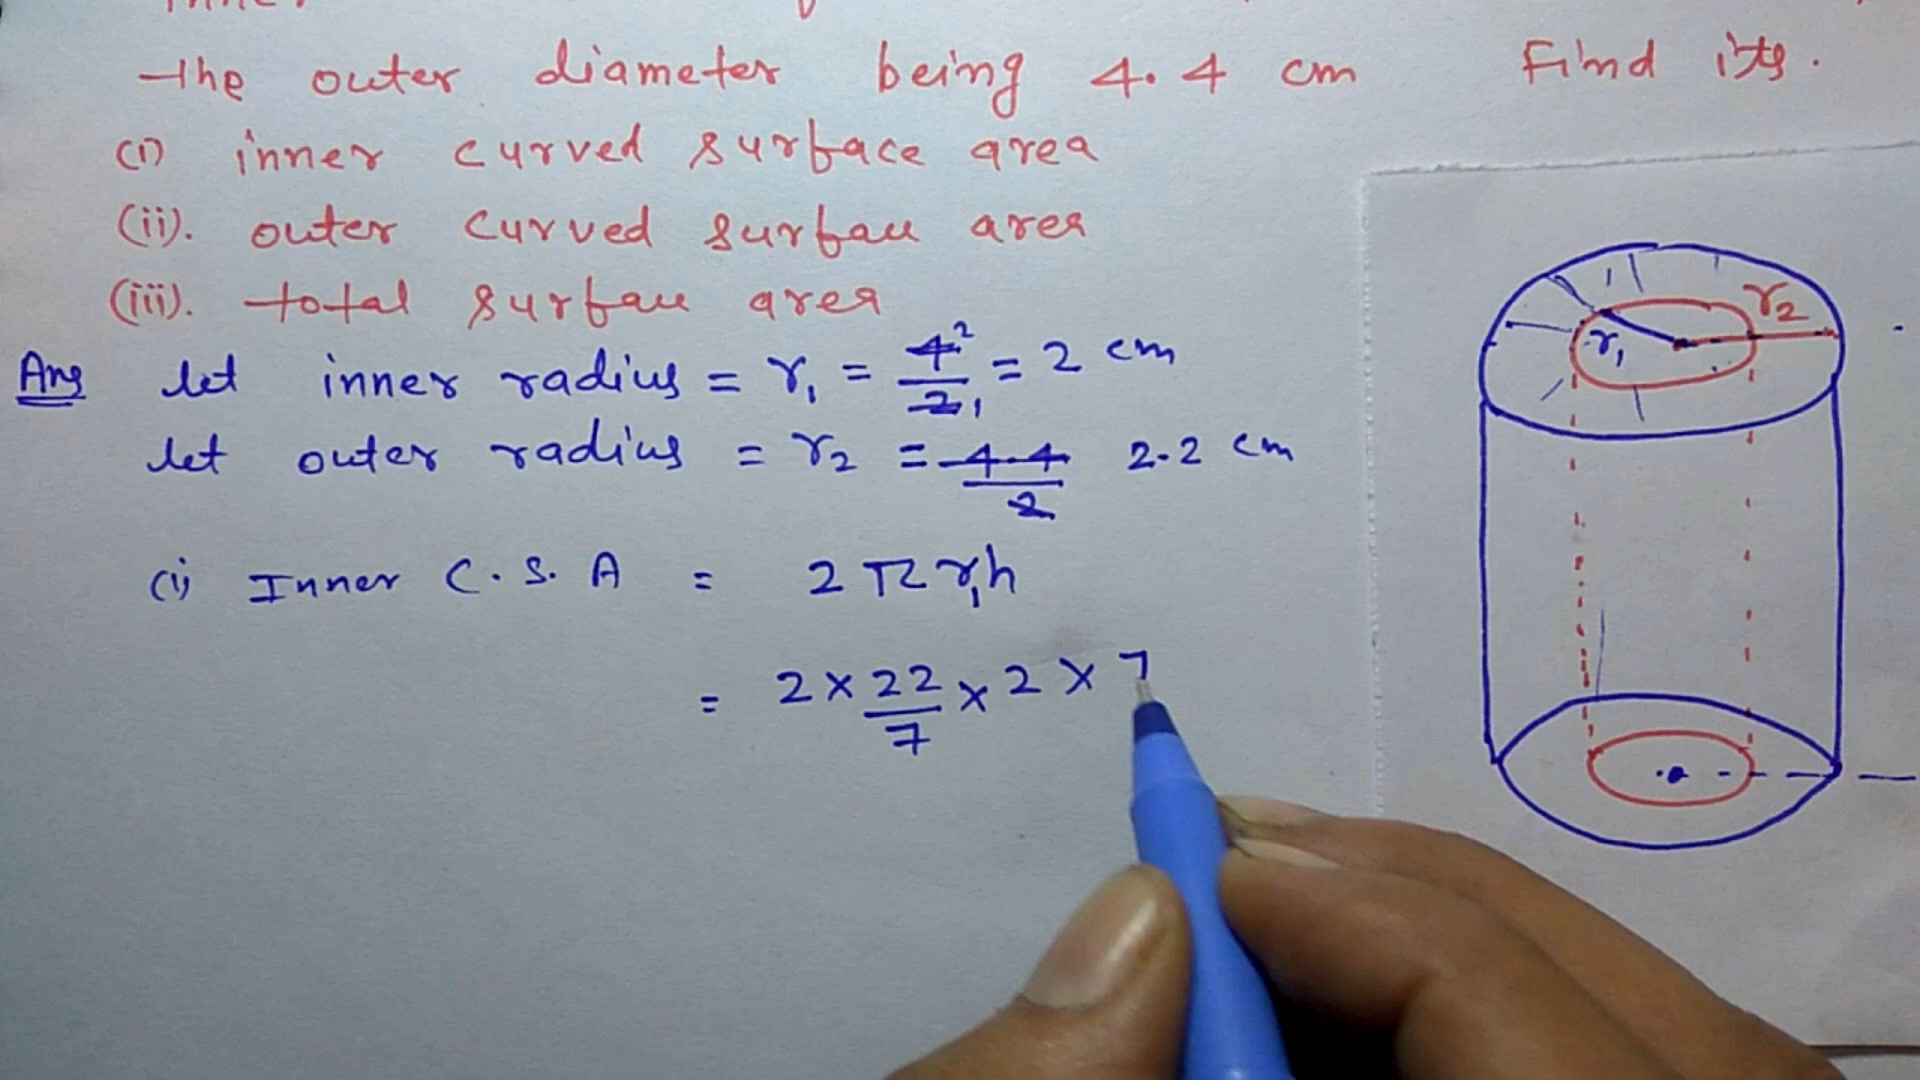 the outer diameter being 4.4 cm Find its.
(i) inner curved surface area
(ii). outer curved surface area
(iii). total surface area
Ans let inner radius = r₁ = 4²/2₁ = 2 cm
let outer radius = r₂ = 4.4/2 2.2 cm
(i) Inner C.S.A = 2πr₁h
= 2 × 22/7 × 2 × 7
r₂
r₁